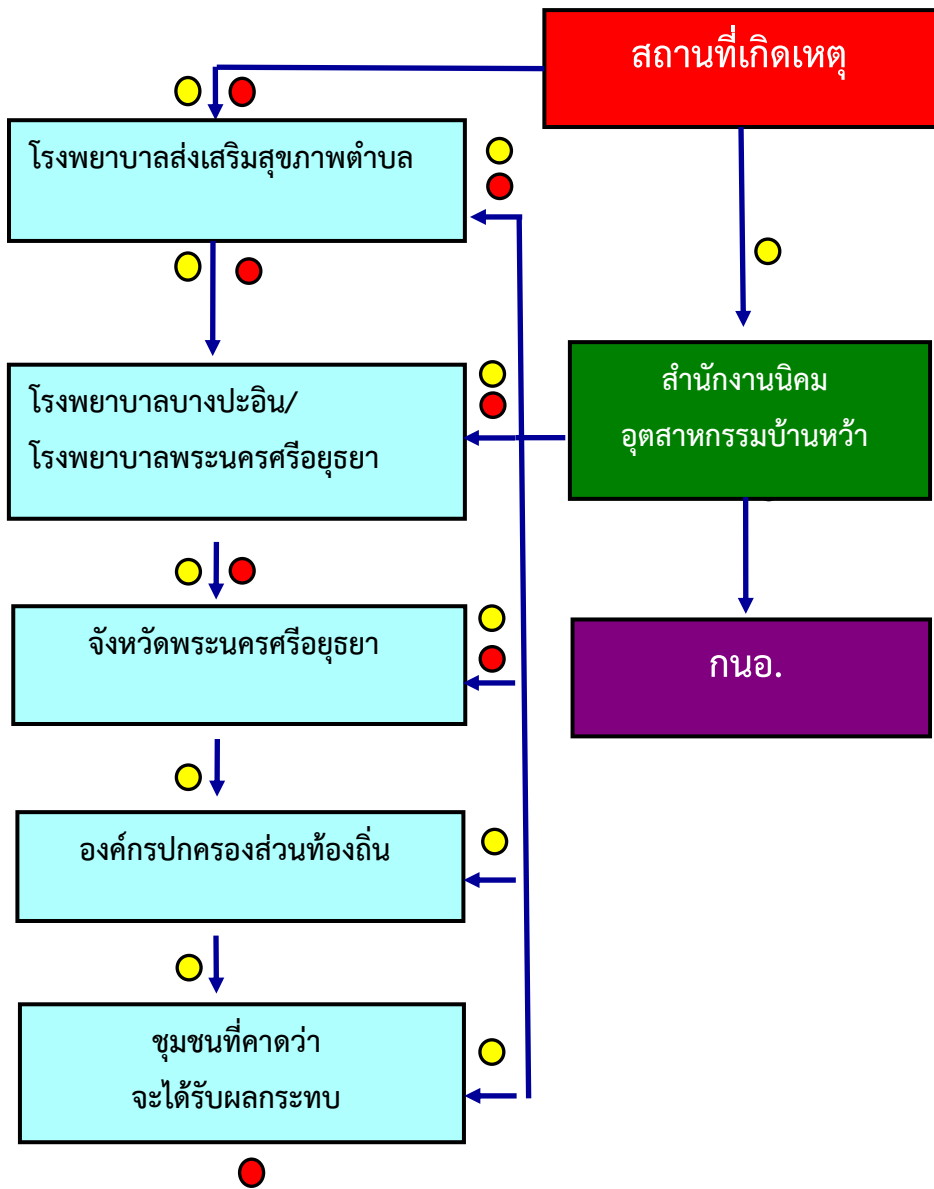 สถานที่เกิดเหตุ
โรงพยาบาลส่งเสริมสุขภาพตำบล
สำนักงานนิคม
อุตสาหกรรมบ้านหว้า
โรงพยาบาลบางปะอิน/
โรงพยาบาลพระนครศรีอยุธยา
จังหวัดพระนครศรีอยุธยา
กนอ.
องค์กรปกครองส่วนท้องถิ่น
ชุมชนที่คาดว่า
จะได้รับผลกระทบ